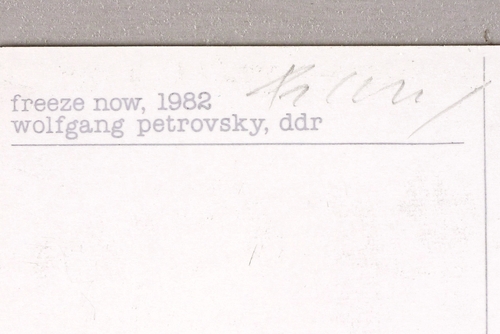 freeze now, 1982
wolfgang petrovsky, ddr